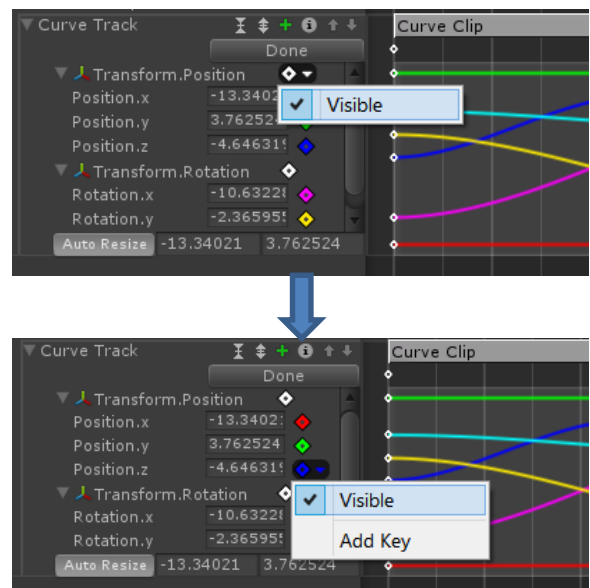 Curve Track
Curve Clip
Done
Transform.Position
Position.x -13.3402
Visible
Position.y 3.76252
Position.z -4.64631
Transform.Rotation
Rotation.x -10.6322
Rotation.y -2.36595
Auto Resize -13.34021 3.762524
Curve Track
Curve Clip
Done
Transform.Position
Position.x -13.3402
Position.y 3.762524
Position.z -4.64631
Transform.Rotation
Visible
Rotation.x -10.6322
Add Key
Rotation.y -2.36595
Auto Resize -13.34021 3.762524